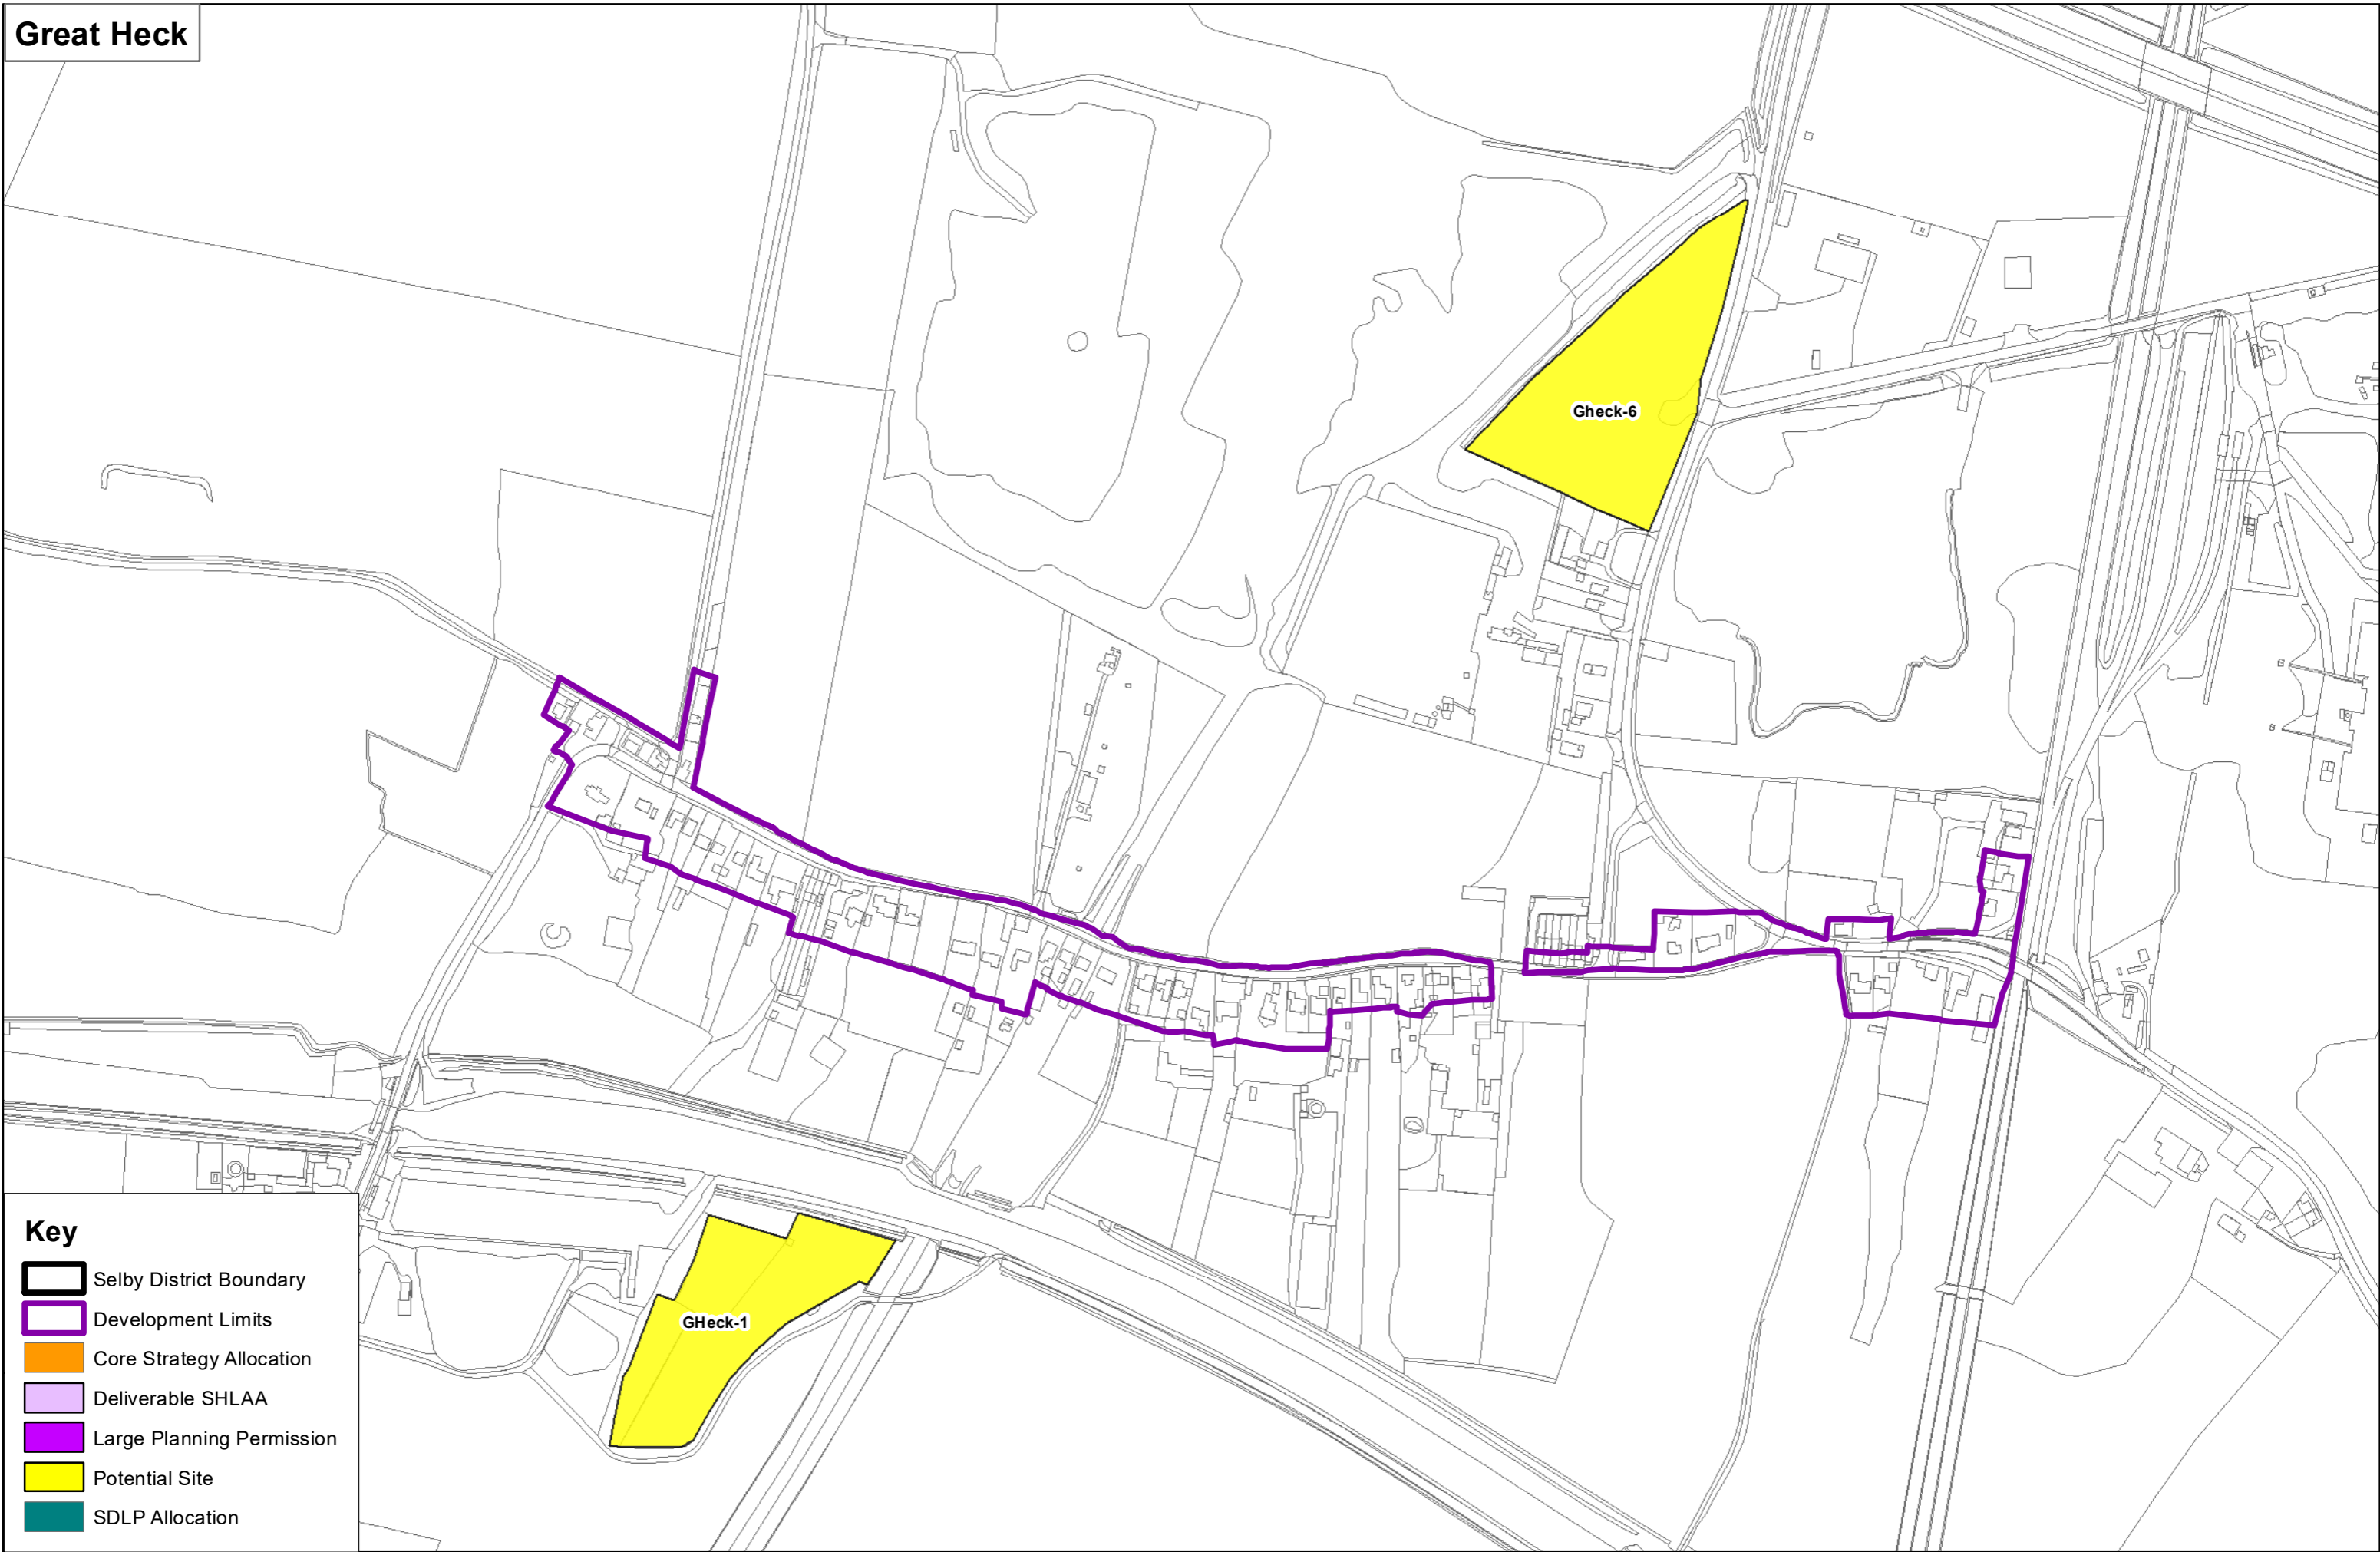 Great Heck
Gheck-6
GHeck-1
Key
Selby District Boundary
Development Limits
Core Strategy Allocation
Deliverable SHLAA
Large Planning Permission
Potential Site
SDLP Allocation